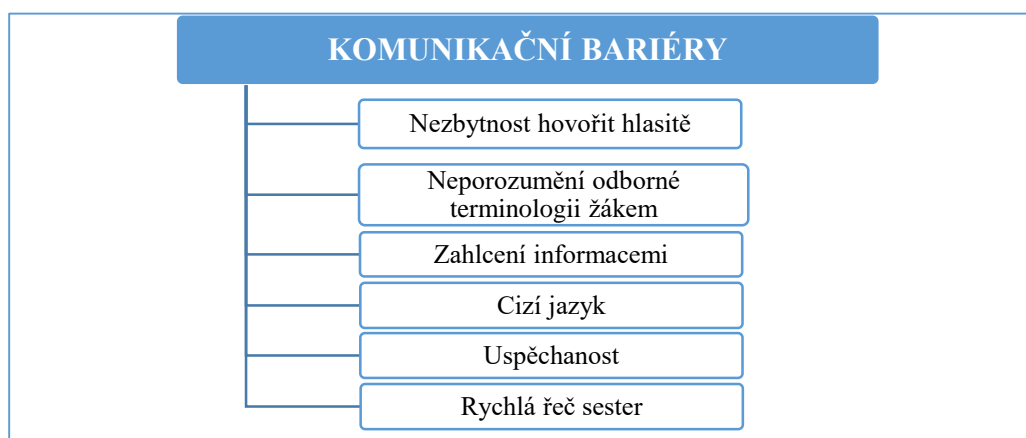 KOMUNIKAČNÍ BARIÉRY
Nezbytnost hovořit hlasitě
Neporozumění odborné
terminologii žákem
Zahlcení informacemi
Cizí jazyk
Uspěchanost
Rychlá řeč sester